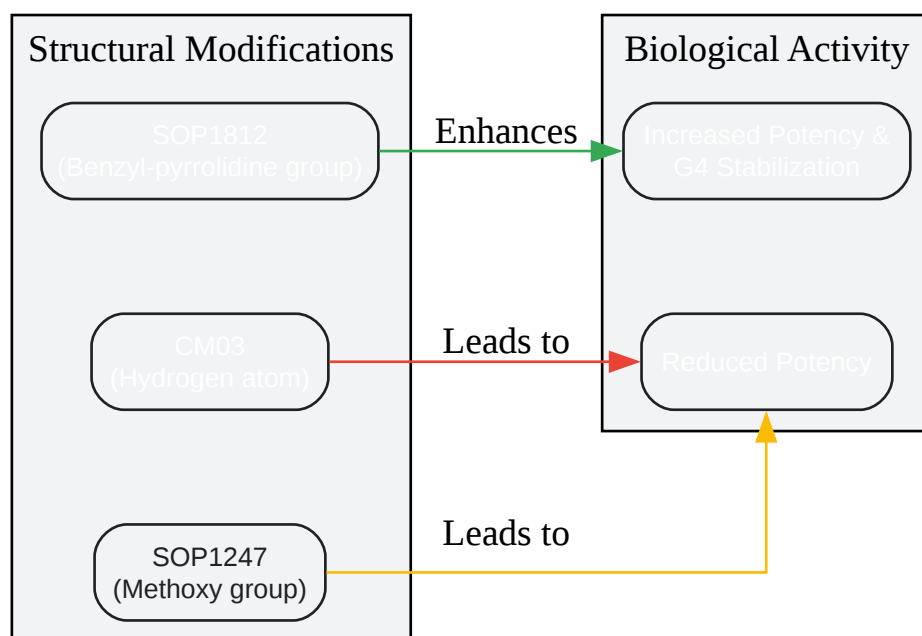 Structural Modifications
Biological Activity
SOP1812
(Benzyl-pyrrolidine group)
Enhances
Increased Potency &
G4 Stabilization
CM03
(Hydrogen atom)
Leads to
Reduced Potency
SOP1247
(Methoxy group)
Leads to